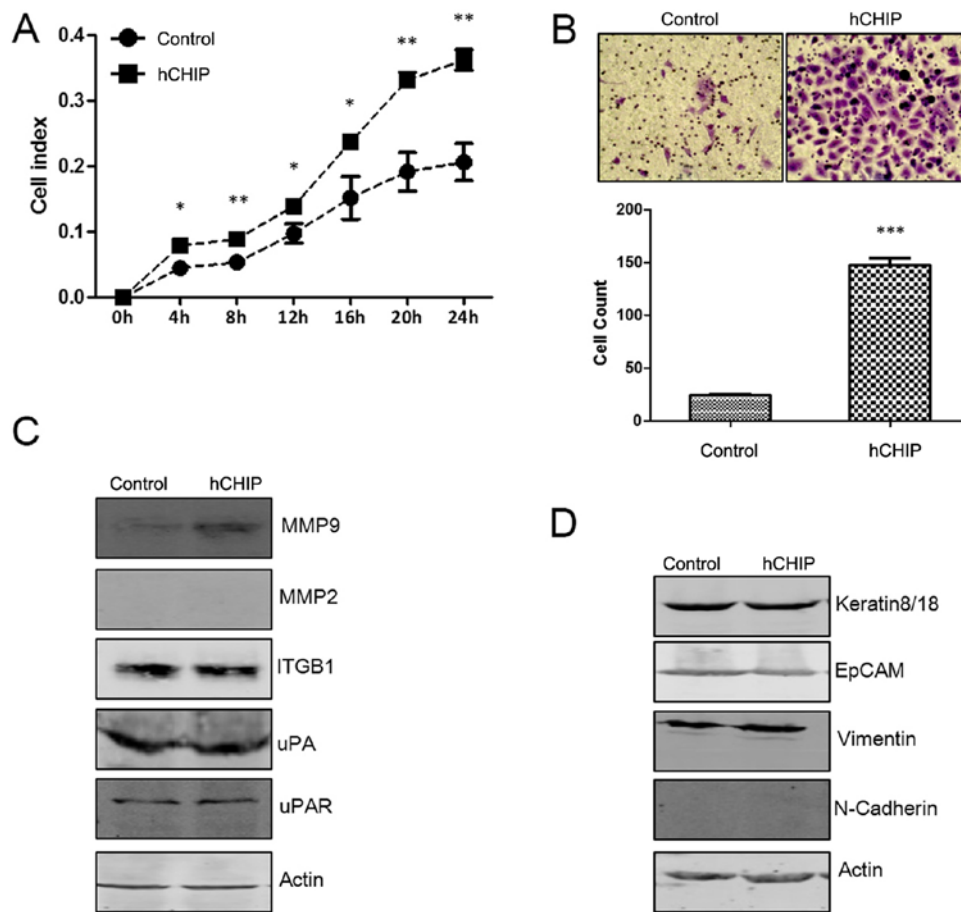 A
Control
hCHIP
Cell index
0.4
0.3
0.2
0.1
0.0
* ** * * ** **
0h 4h 8h 12h 16h 20h 24h
B
Control hCHIP
Cell Count
200
150
100
50
0
***
Control hCHIP
C
Control hCHIP
MMP9
MMP2
ITGB1
uPA
uPAR
Actin
D
Control hCHIP
Keratin8/18
EpCAM
Vimentin
N-Cadherin
Actin